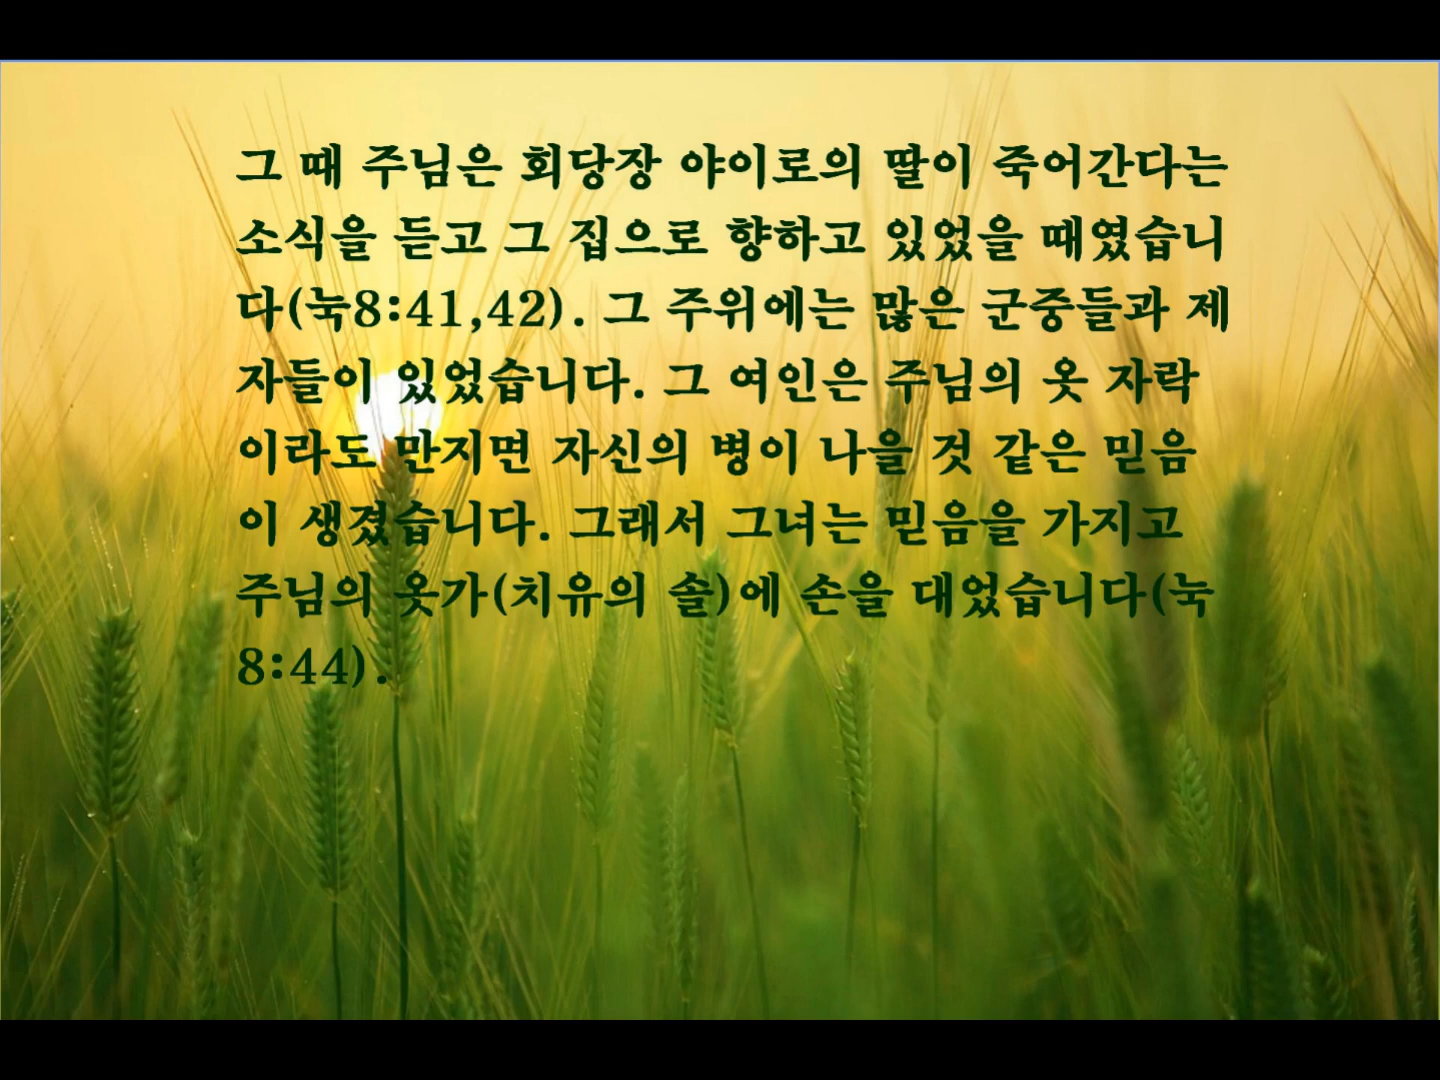 그 때 주님은 회당장 야이로의 딸이 죽어간다는
소식을 듣고 그 집으로 향하고 있었을 때였습니
다(눅8:41,42). 그 주위에는 많은 군중들과 제
자들이 있었습니다. 그 여인은 주님의 옷 자락
이라도 만지면 자신의 병이 나을 것 같은 믿음
이 생겼습니다. 그래서 그녀는 믿음을 가지고
주님의 옷가(치유의 솔)에 손을 대었습니다(눅
8:44).